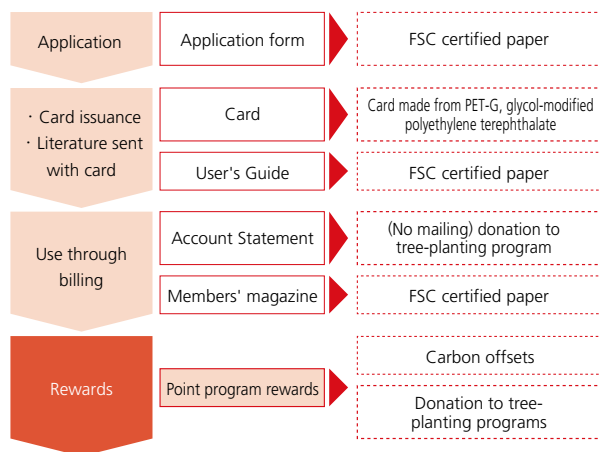 Application
Application form
FSC certified paper
・Card issuance
・Literature sent
with card
Card
Card made from PET-G, glycol-modified
polyethylene terephthalate
User's Guide
FSC certified paper
Use through
billing
Account Statement
(No mailing) donation to
tree-planting program
Members' magazine
FSC certified paper
Rewards
Point program rewards
Carbon offsets
Donation to tree-
planting programs